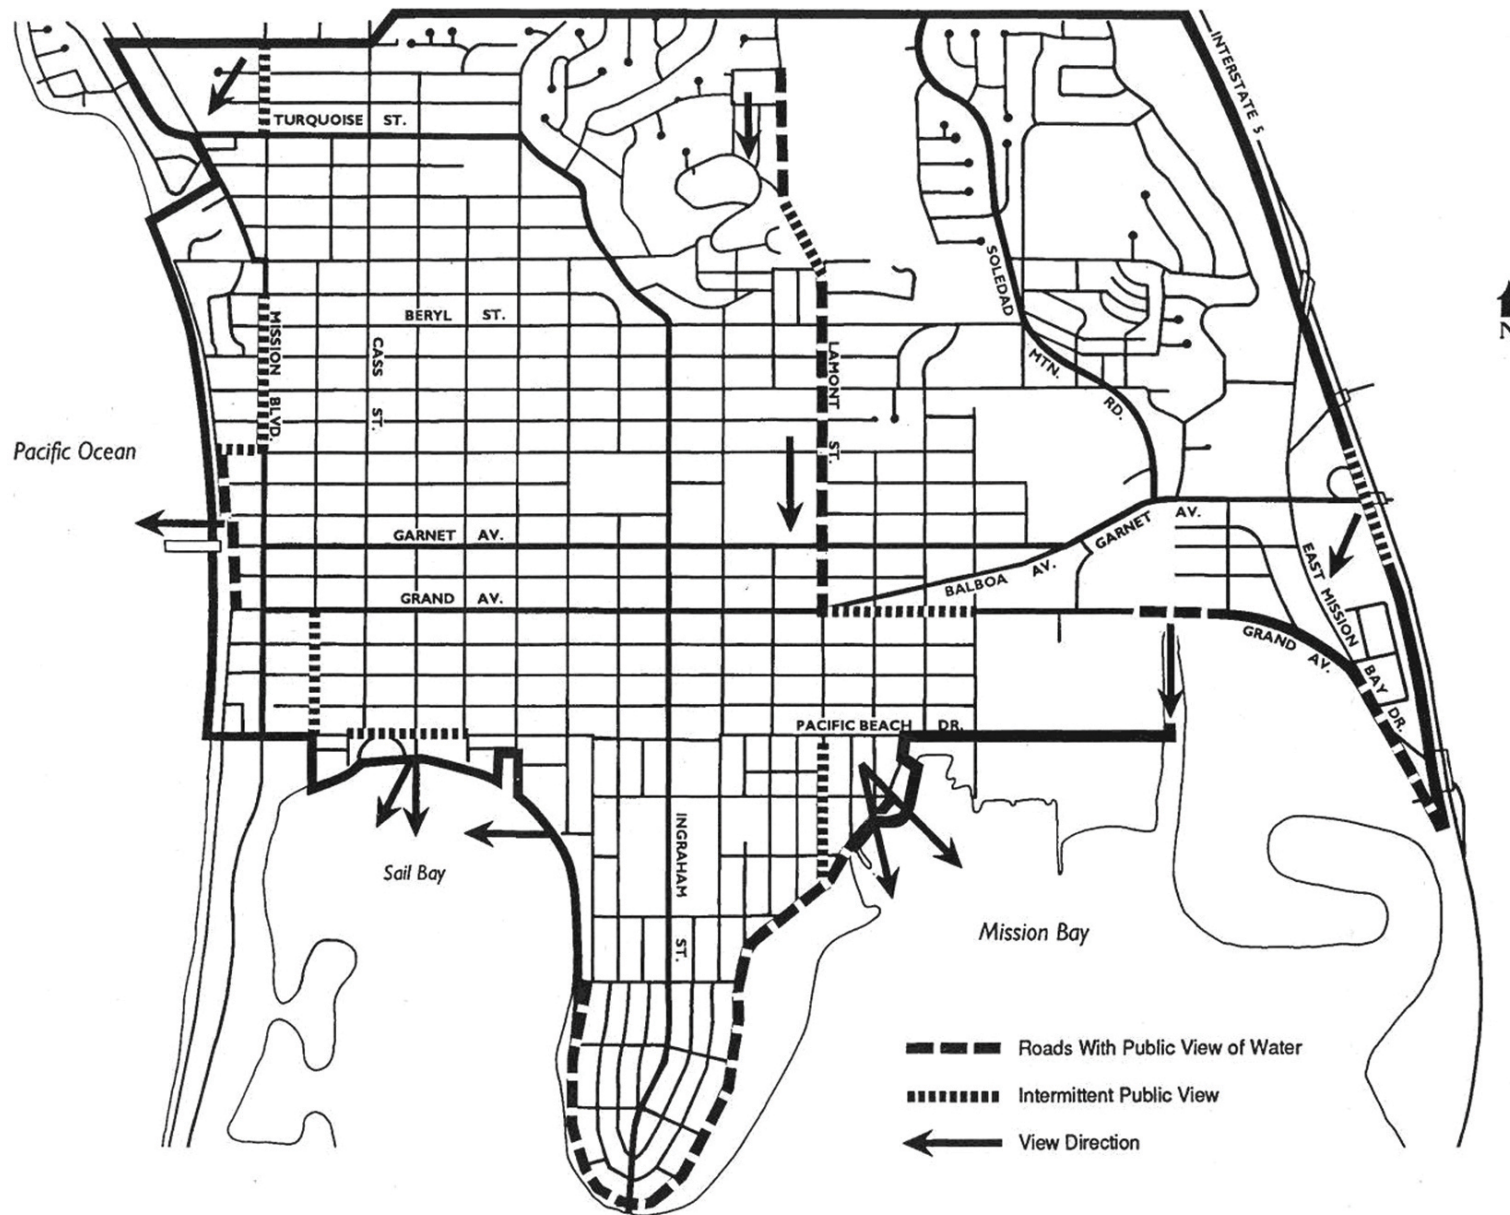 INTERSTATE 5
TURQUOISE ST.
SOLEDAD
MTN.
RD.
BERYL ST.
MISSION BLVD.
CASS ST.
LAMONT ST.
N
Pacific Ocean
GARNET AV.
GARNET AV.
BALBOA AV.
GRAND AV.
EAST MISSION BAY DR.
GRAND AV.
PACIFIC BEACH DR.
INGRAHAM ST.
Sail Bay
Mission Bay
Roads With Public View of Water
Intermittent Public View
View Direction